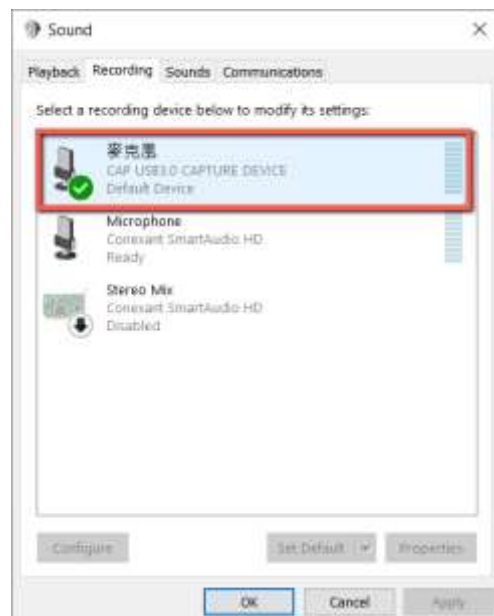 Sound
Playback Recording Sounds Communications
Select a recording device below to modify its settings:
麥克風
CAP USB3.0 CAPTURE DEVICE
Default Device
Microphone
Conexant SmartAudio HD
Ready
Stereo Mix
Conexant SmartAudio HD
Disabled
Configure Set Default Properties
OK Cancel Apply